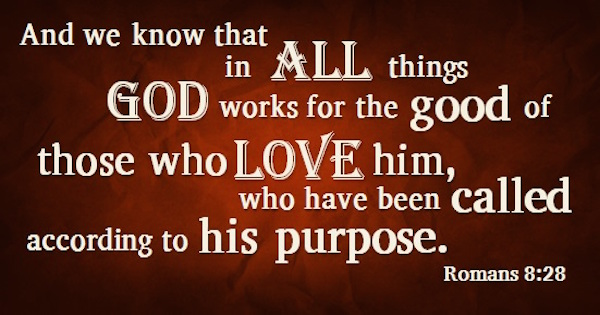 And we know that
in ALL things
GOD works for the good of
those who LOVE him,
who have been called
according to his purpose.
Romans 8:28